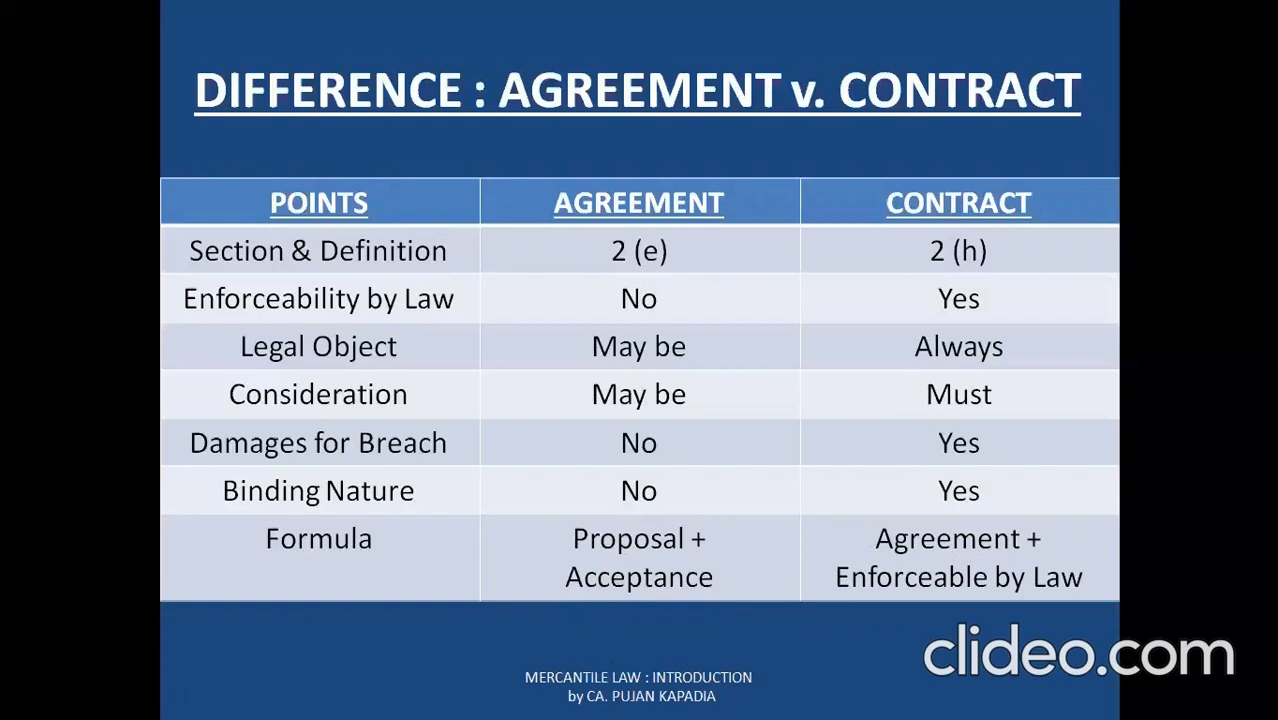 DIFFERENCE : AGREEMENT v. CONTRACT
POINTS AGREEMENT CONTRACT
Section & Definition 2 (e) 2 (h)
Enforceability by Law No Yes
Legal Object May be Always
Consideration May be Must
Damages for Breach No Yes
Binding Nature No Yes
Formula Proposal + Agreement +
Acceptance Enforceable by Law
clideo.com
MERCANTILE LAW : INTRODUCTION
by CA. PUJAN KAPADIA